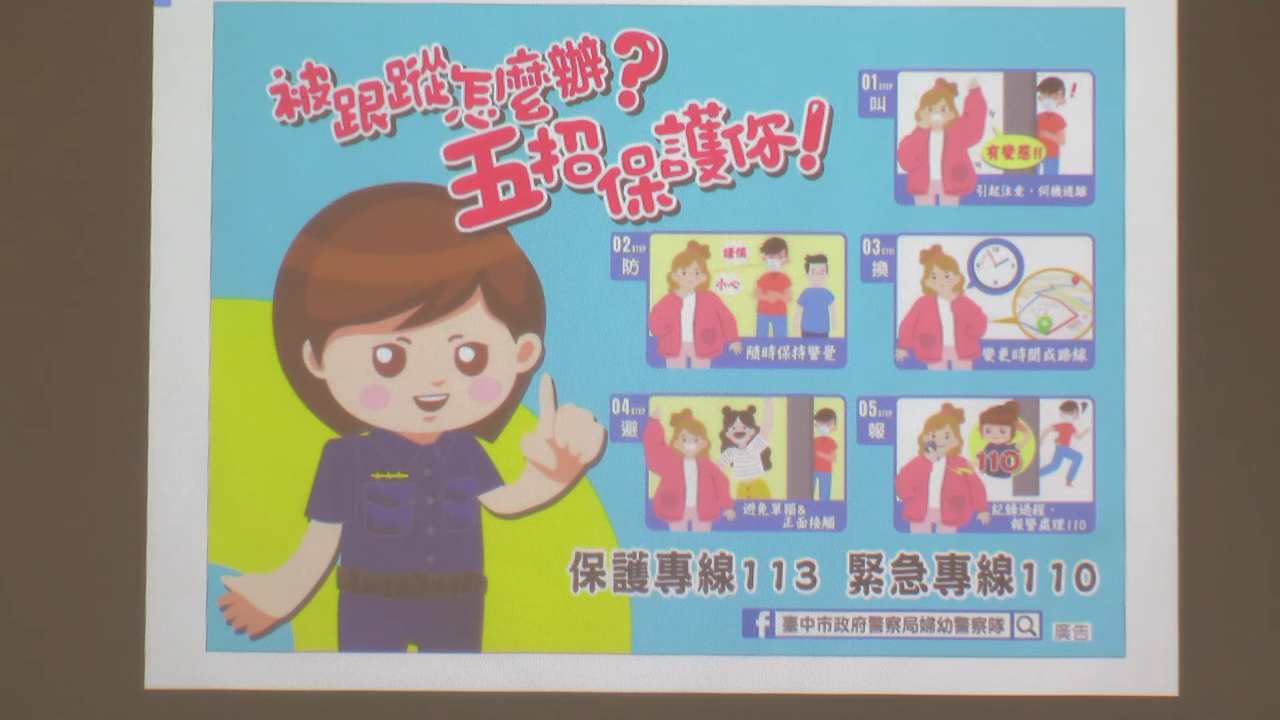 被跟蹤怎麼辦?
五招保護你!
01 STEP
叫
有變態!!
引起注意,伺機逃離
02 STEP
防
謹慎
小心
隨時保持警覺
03 STEP
換
變更時間或路線
04 STEP
避
避免單獨&
正面接觸
05 STEP
報
110
記錄過程、
報警處理110
保護專線113 緊急專線110
f 臺中市政府警察局婦幼警察隊
廣告